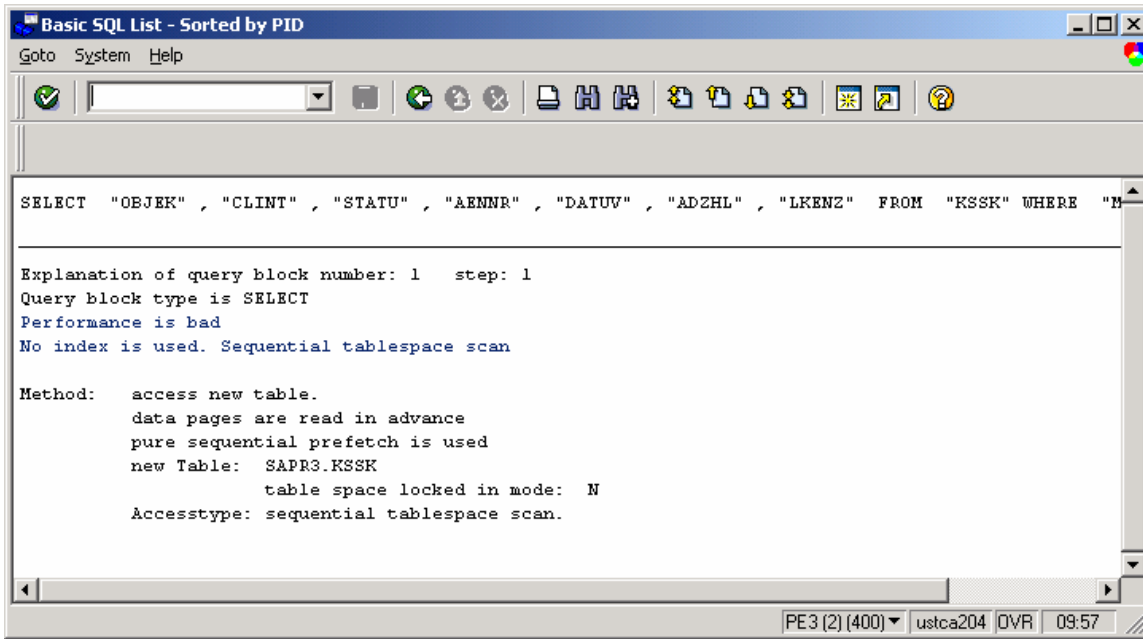 Basic SQL List - Sorted by PID
Goto System Help
SELECT "OBJEK" , "CLINT" , "STATU" , "AENNR" , "DATUV" , "ADZHL" , "LKENZ" FROM "KSSK" WHERE "M
Explanation of query block number: 1 step: 1
Query block type is SELECT
Performance is bad
No index is used. Sequential tablespace scan
Method: access new table.
data pages are read in advance
pure sequential prefetch is used
new Table: SAPR3.KSSK
table space locked in mode: N
Accesstype: sequential tablespace scan.
PE3 (2) (400) ustca204 OVR 09:57